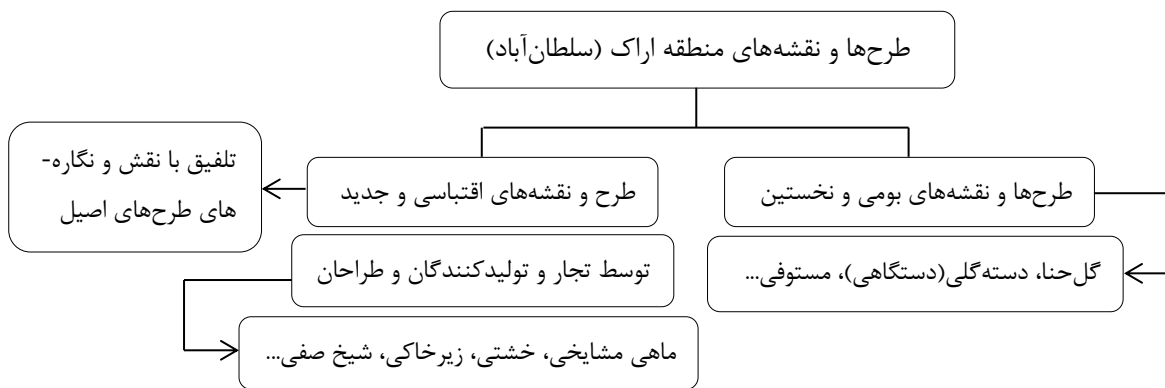 طرح‌ها و نقشه‌های منطقه اراک (سلطان‌آباد)
طرح‌ها و نقشه‌های بومی و نخستین
گل‌حنا، دسته‌گلی(دستگاهی)، مستوفی...
طرح و نقشه‌های اقتباسی و جدید
تلفیق با نقش و نگاره-
های طرح‌های اصیل
توسط تجار و تولیدکنندگان و طراحان
ماهی مشایخی، خشتی، زیرخاکی، شیخ صفی...